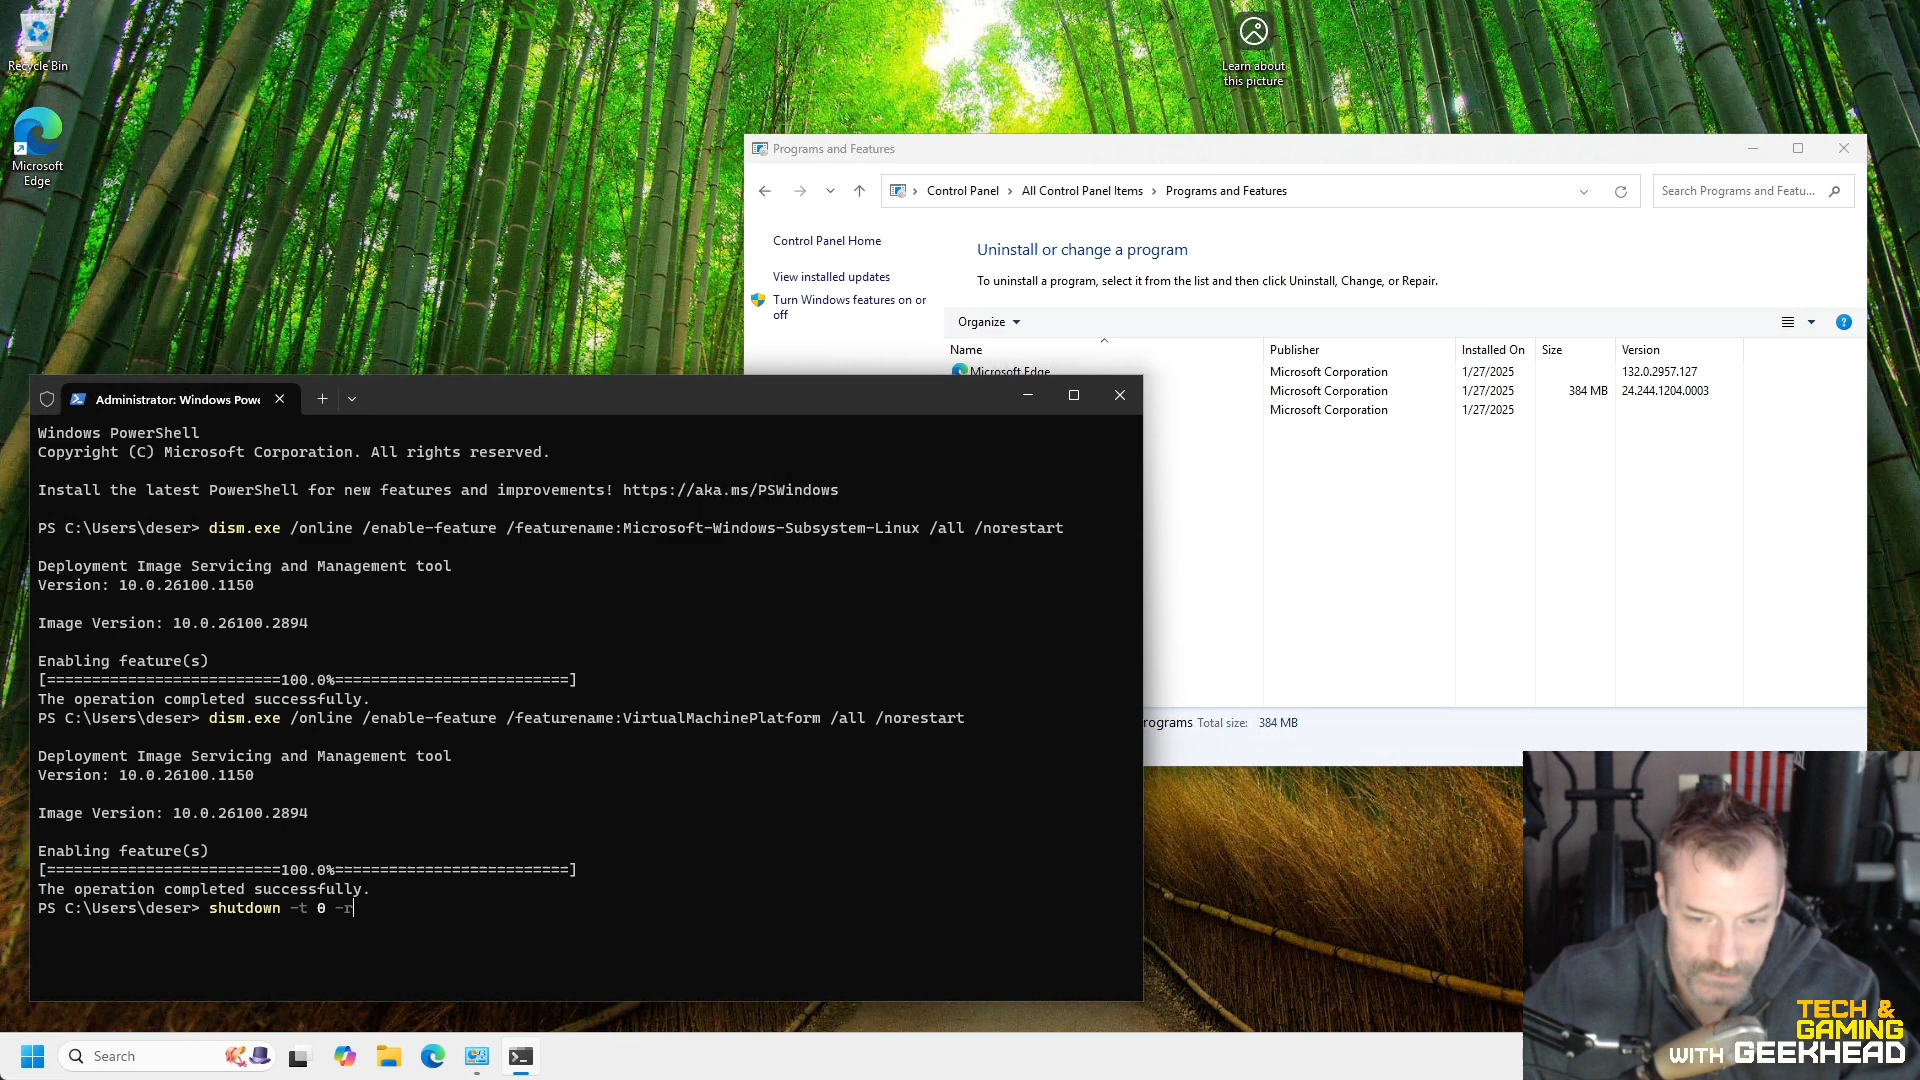 Recycle Bin
Microsoft
Edge
Learn about
this picture
Programs and Features
Control Panel > All Control Panel Items > Programs and Features
Search Programs and Featu...
Control Panel Home
View installed updates
Turn Windows features on or
off
Uninstall or change a program
To uninstall a program, select it from the list and then click Uninstall, Change, or Repair.
Organize
Name Publisher Installed On Size Version
Microsoft Edge Microsoft Corporation 1/27/2025 132.0.2957.127
Microsoft Corporation 1/27/2025 384 MB 24.244.1204.0003
Microsoft Corporation 1/27/2025
rograms Total size: 384 MB
Administrator: Windows Powe
Windows PowerShell
Copyright (C) Microsoft Corporation. All rights reserved.
Install the latest PowerShell for new features and improvements! https://aka.ms/PSWindows
PS C:\Users\deser> dism.exe /online /enable-feature /featurename:Microsoft-Windows-Subsystem-Linux /all /norestart
Deployment Image Servicing and Management tool
Version: 10.0.26100.1150
Image Version: 10.0.26100.2894
Enabling feature(s)
[==========================100.0%==========================]
The operation completed successfully.
PS C:\Users\deser> dism.exe /online /enable-feature /featurename:VirtualMachinePlatform /all /norestart
Deployment Image Servicing and Management tool
Version: 10.0.26100.1150
Image Version: 10.0.26100.2894
Enabling feature(s)
[==========================100.0%==========================]
The operation completed successfully.
PS C:\Users\deser> shutdown -t 0 -r
Search
TECH &
GAMING
WITH GEEKHEAD